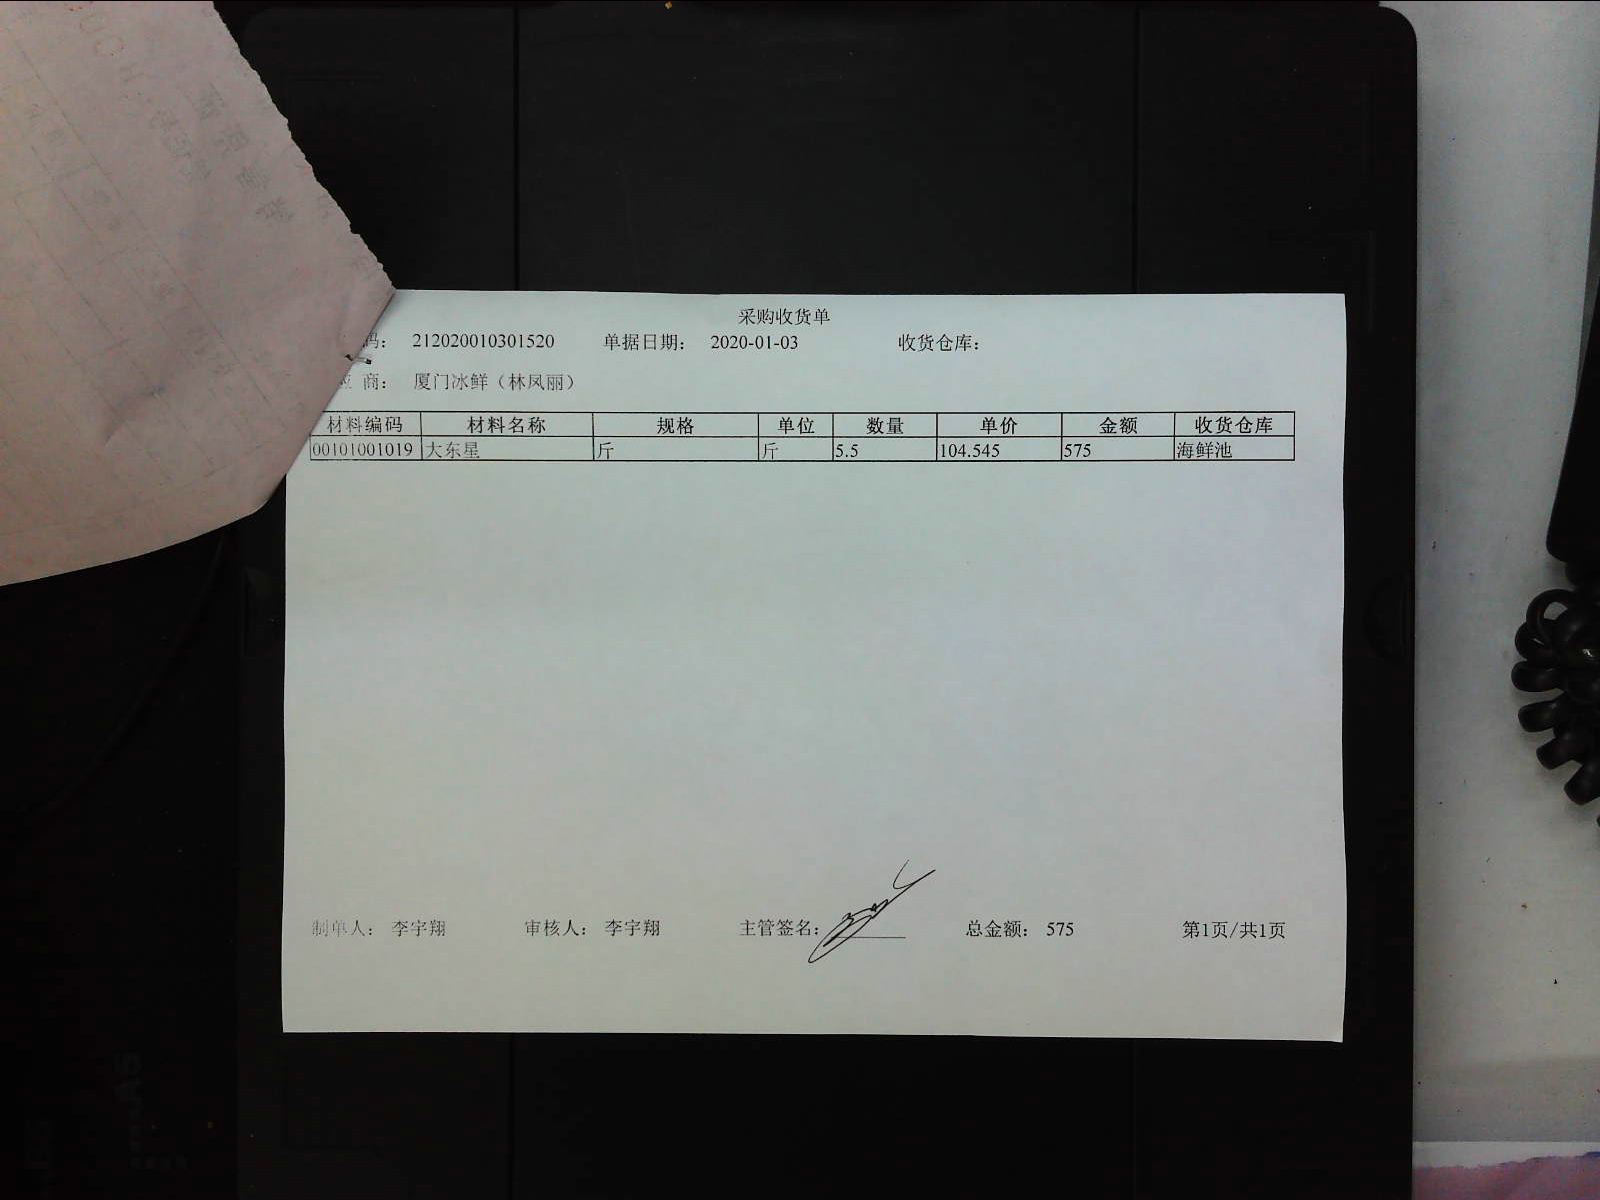 采购收货单
码： 212020010301520 单据日期： 2020-01-03 收货仓库：
应 商： 厦门冰鲜（林凤丽）
材料编码 材料名称 规格 单位 数量 单价 金额 收货仓库
00101001019 大东星 斤 斤 5.5 104.545 575 海鲜池
制单人： 李宇翔 审核人： 李宇翔 主管签名： 总金额： 575 第1页/共1页